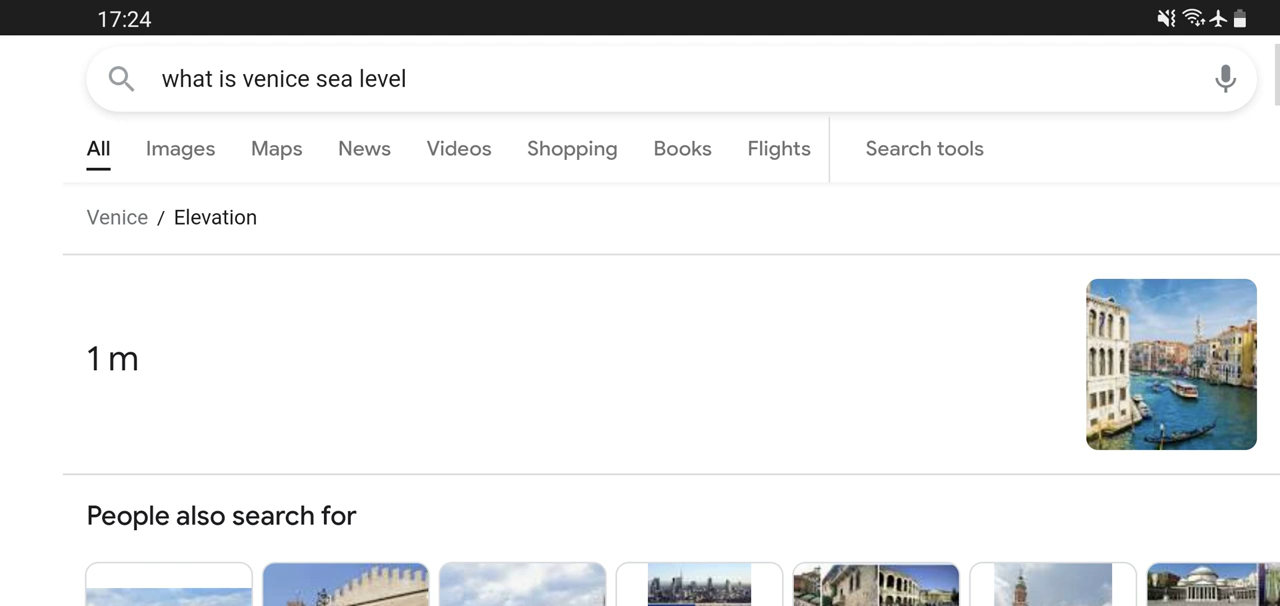 17:24
what is venice sea level
All Images Maps News Videos Shopping Books Flights Search tools
Venice / Elevation
1 m
People also search for